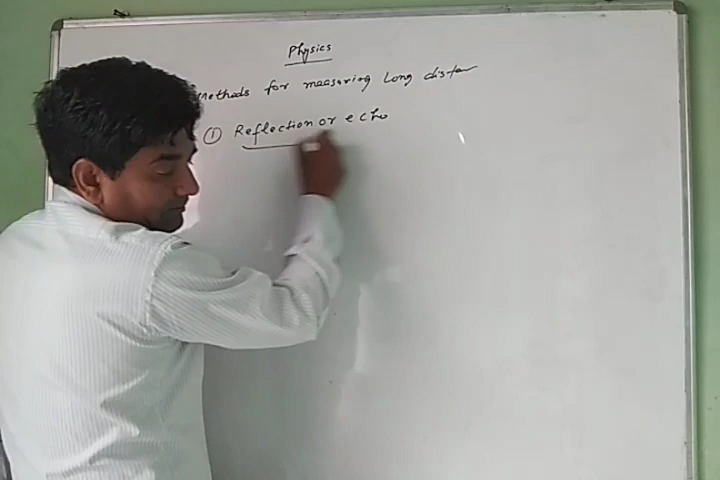 Physics
Methods for measuring Long distan
① Reflection or echo